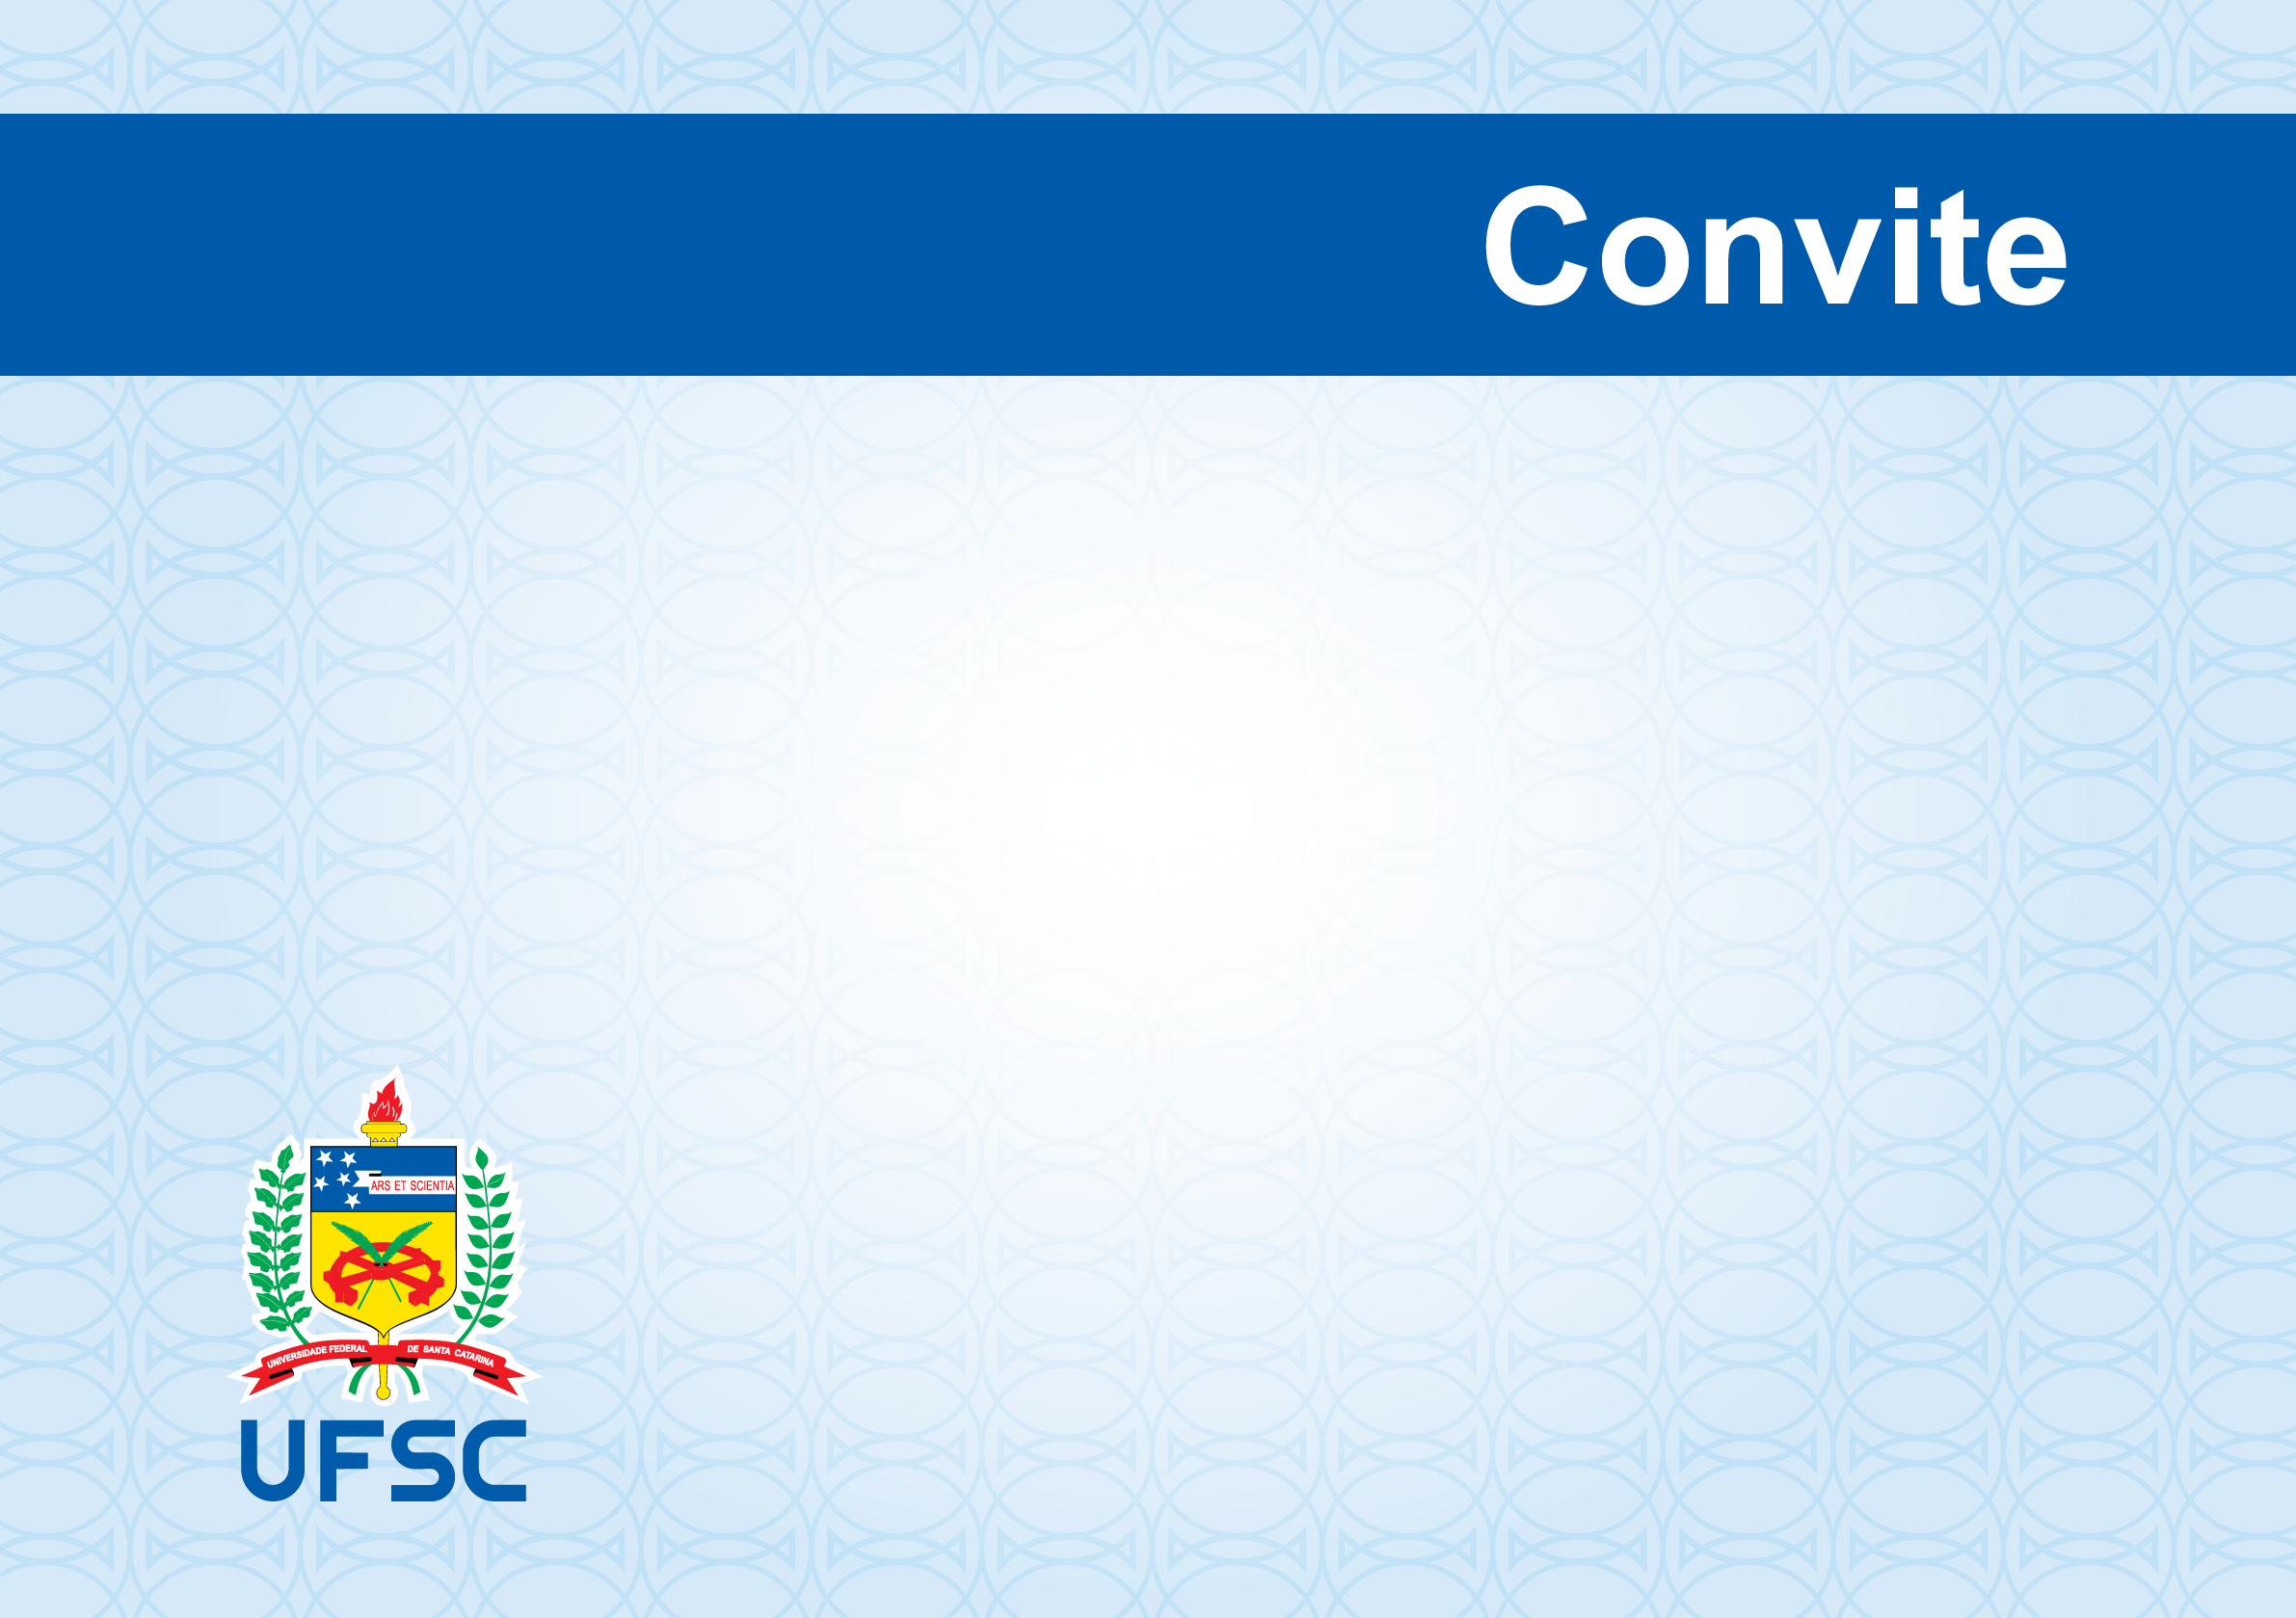 Convite
ARS ET SCIENTIA
UNIVERSIDADE FEDERAL DE SANTA CATARINA
UFSC